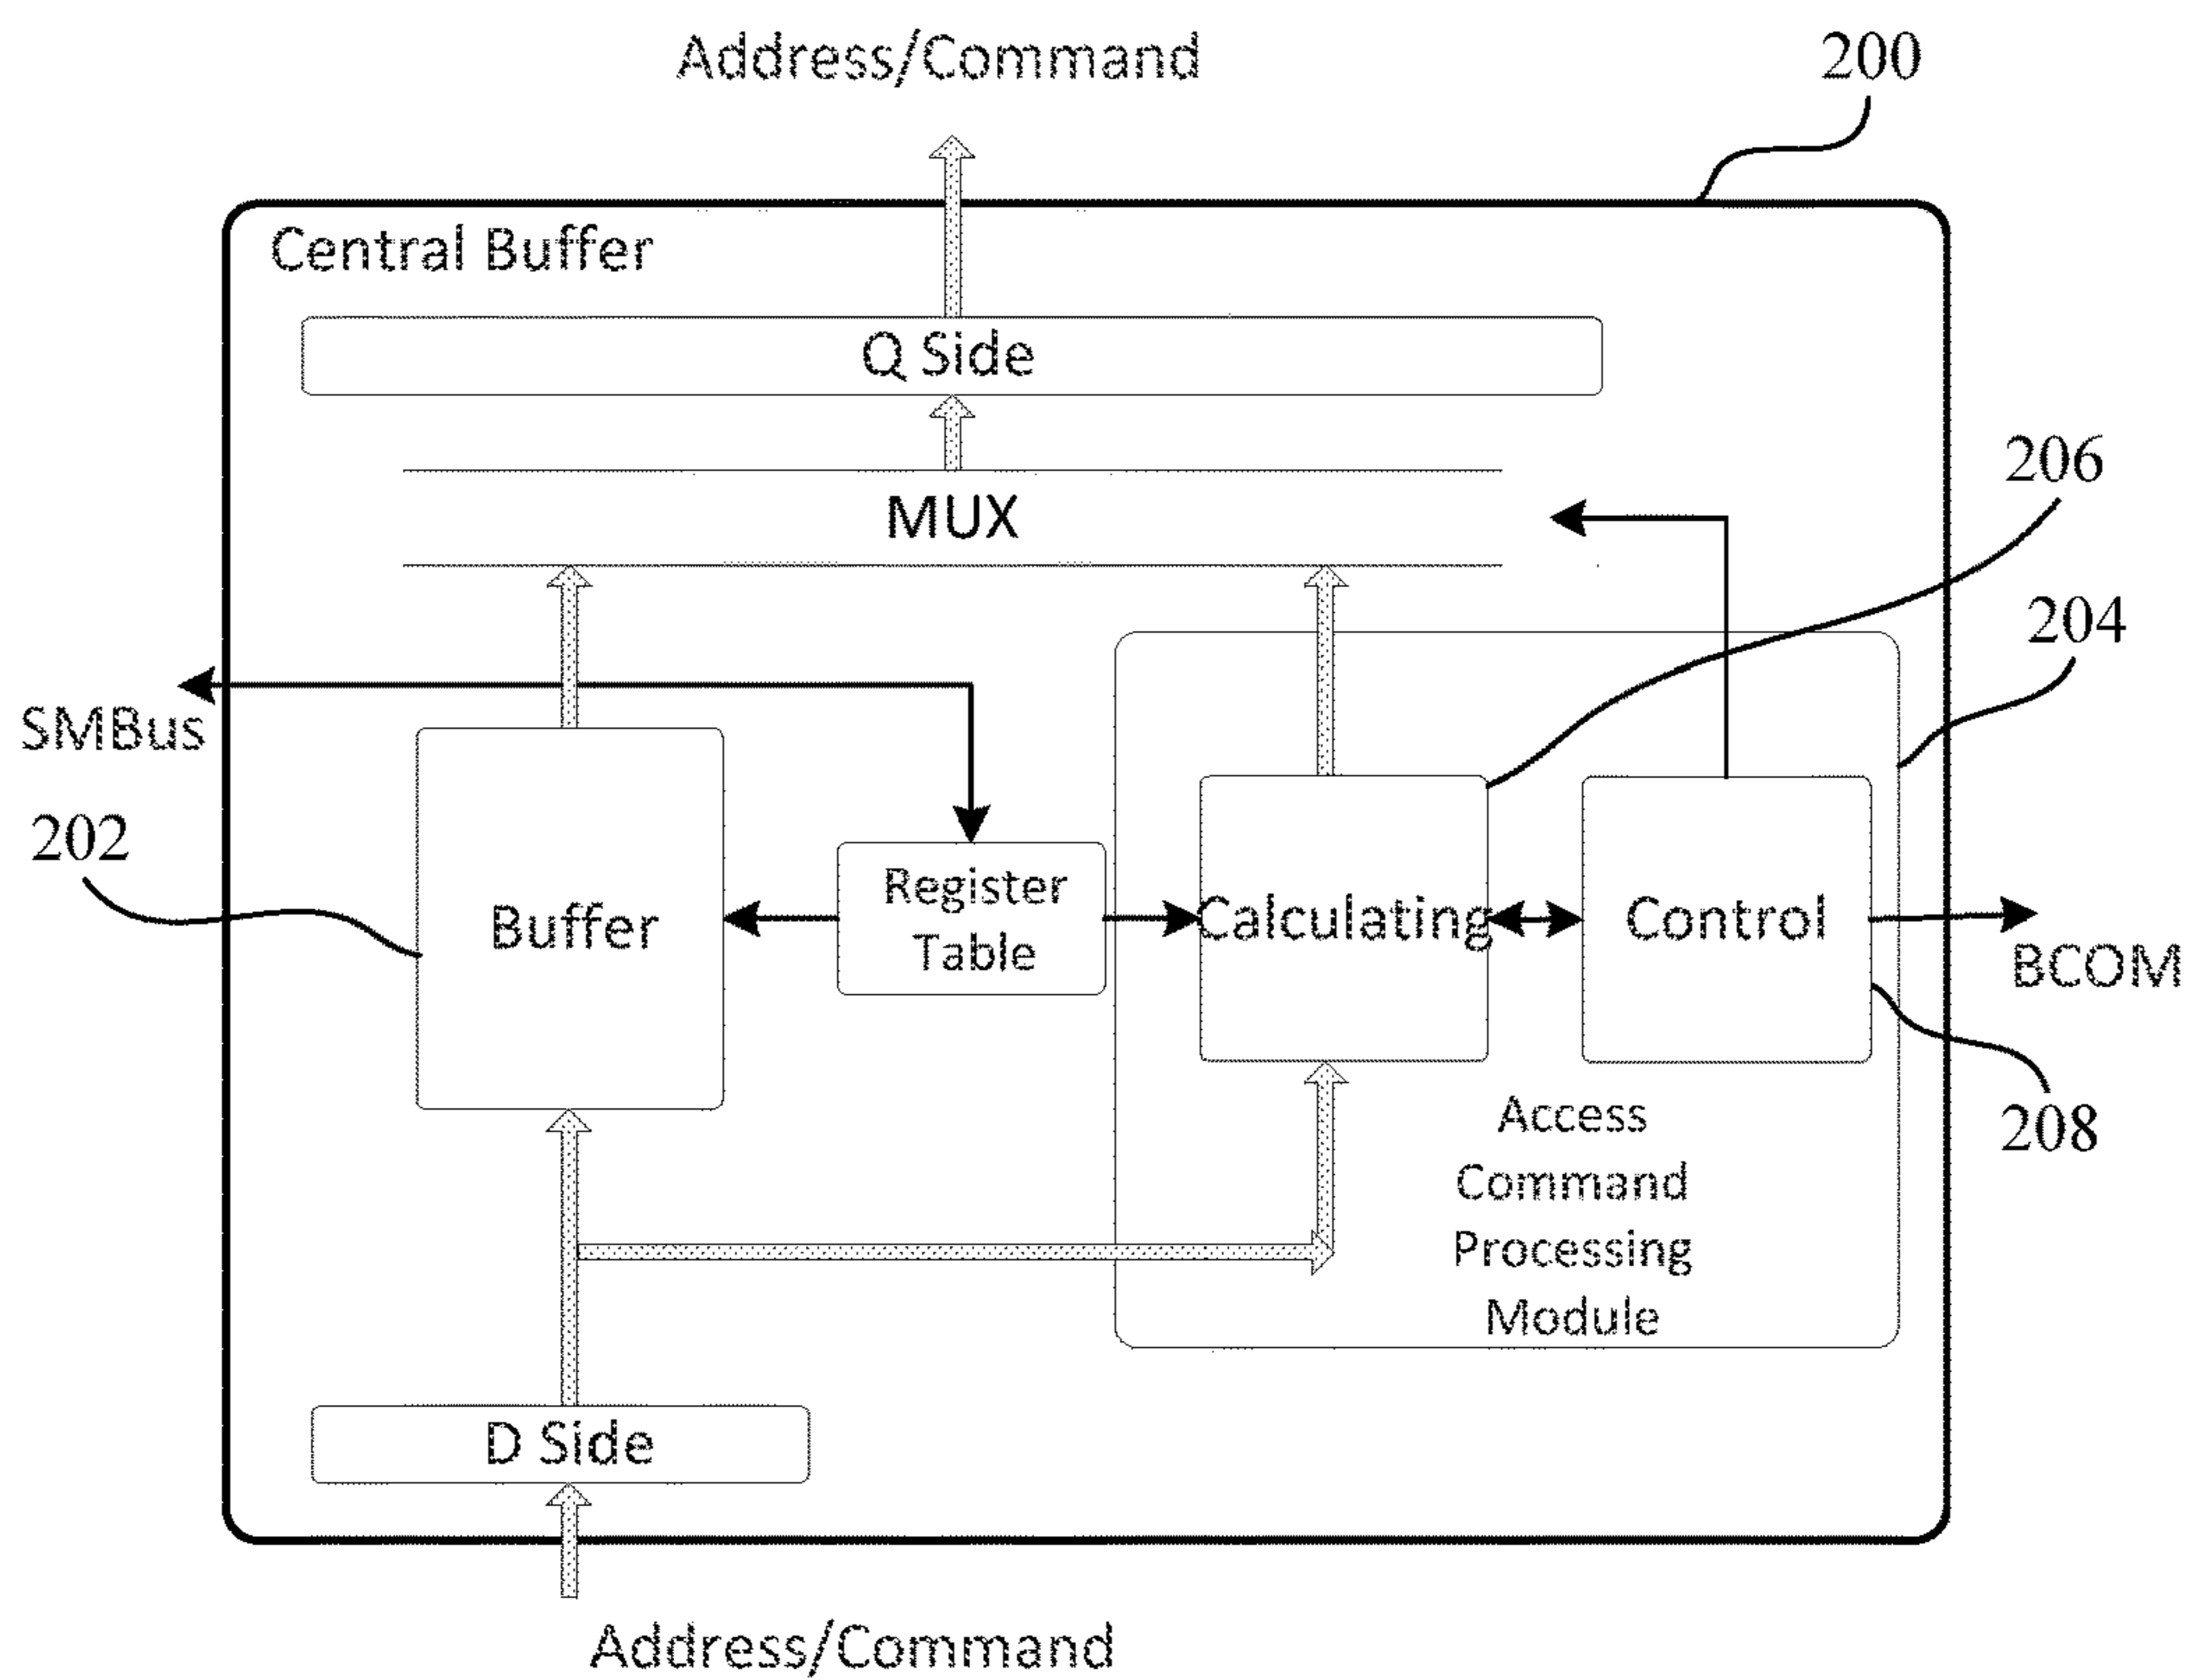 Address/Command
200
Central Buffer
Q Side
MUX
206
204
SMBus
202
Buffer
Register
Table
Calculating
Control
BCOM
208
Access
Command
Processing
Module
D Side
Address/Command